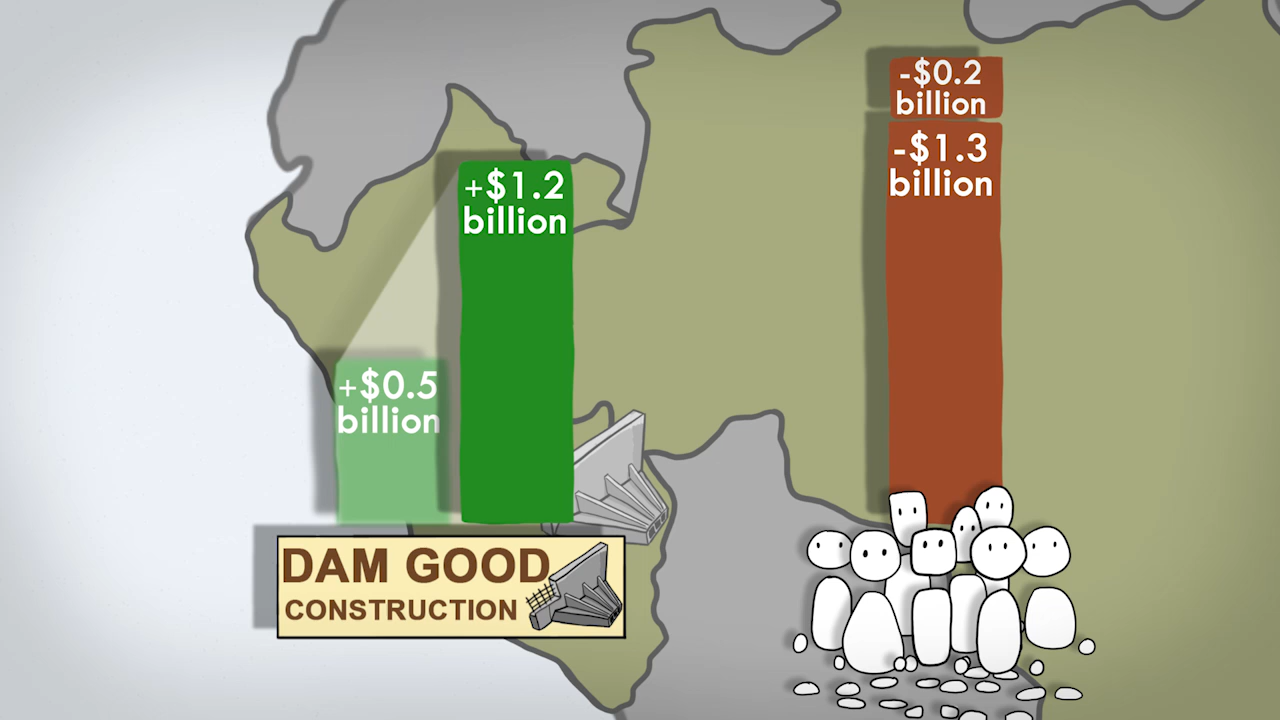 +$0.5
billion
+$1.2
billion
DAM GOOD
CONSTRUCTION
-$0.2
billion
-$1.3
billion